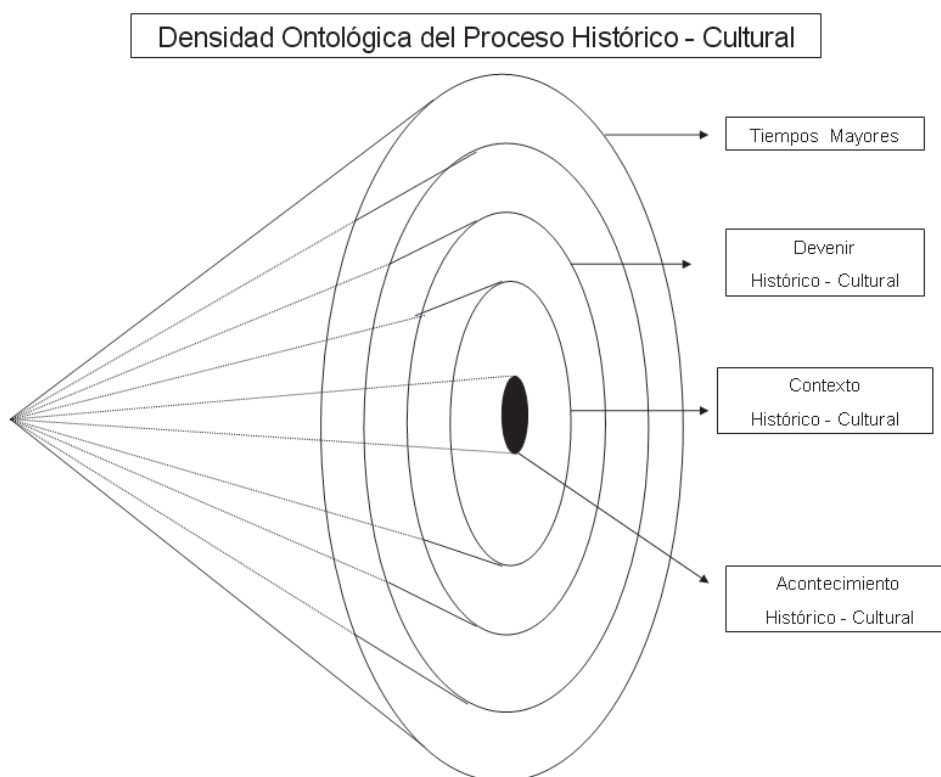 Densidad Ontológica del Proceso Histórico - Cultural
Tiempos Mayores
Devenir
Histórico - Cultural
Contexto
Histórico - Cultural
Acontecimiento
Histórico - Cultural